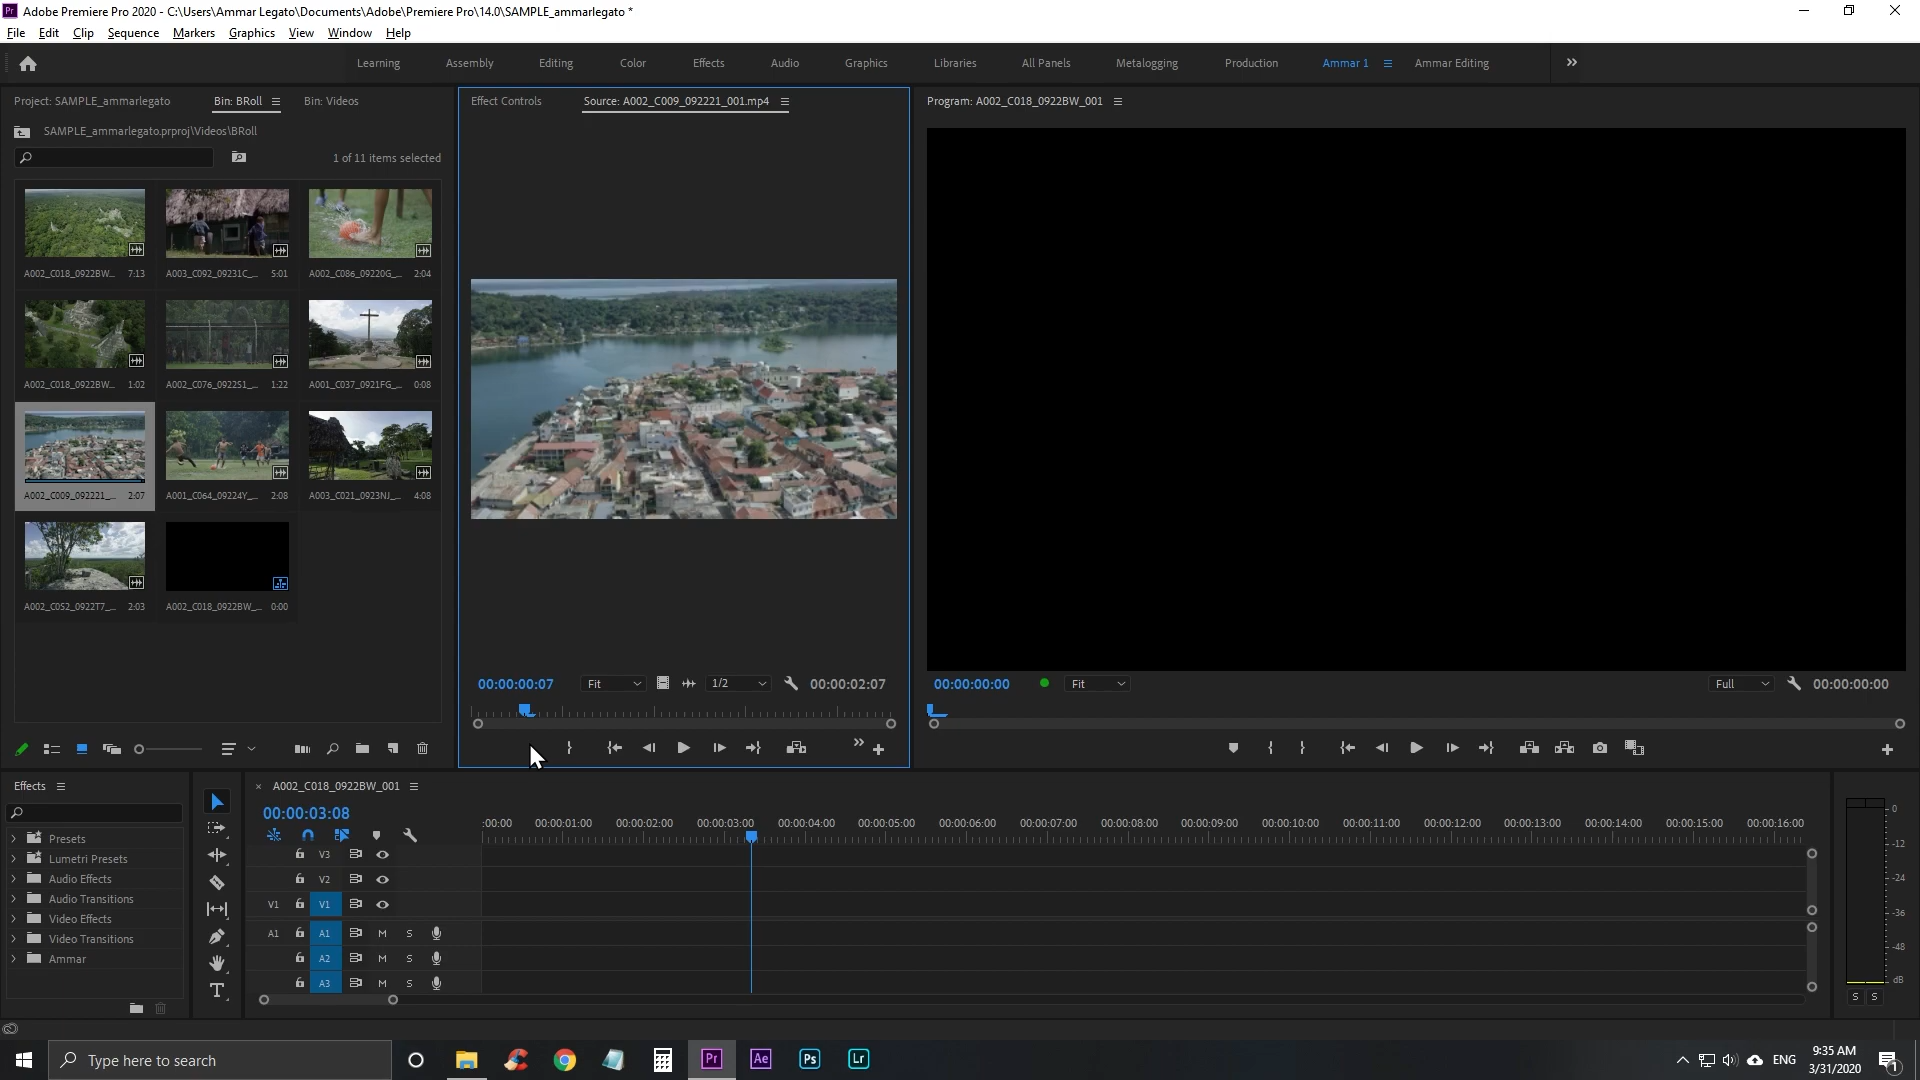 Adobe Premiere Pro 2020 - C:\Users\Ammar Legato\Documents\Adobe\Premiere Pro\14.0\SAMPLE_ammarlegato *
File Edit Clip Sequence Markers Graphics View Window Help
Learning Assembly Editing Color Effects Audio Graphics Libraries All Panels Metalogging Production Ammar 1 Ammar Editing
Project: SAMPLE_ammarlegato Bin: BRoll Bin: Videos
SAMPLE_ammarlegato.prproj\Videos\BRoll
1 of 11 items selected
A002_C018_0922BW... 7:13 A003_C092_09231C_... 5:01 A002_C086_09220G_... 2:04
A002_C018_0922BW... 1:02 A002_C076_0922S1_... 1:22 A001_C037_0921FG_... 0:08
A002_C009_092221_... 2:07 A001_C064_09224Y_... 2:08 A003_C021_0923NJ_... 4:08
A002_C052_0922T7_... 2:03 A002_C018_0922BW_... 0:00
Effect Controls Source: A002_C009_092221_001.mp4
00:00:00:07 Fit 1/2 00:00:02:07
Program: A002_C018_0922BW_001
00:00:00:00 Fit Full 00:00:00:00
Effects
Presets
Lumetri Presets
Audio Effects
Audio Transitions
Video Effects
Video Transitions
Ammar
× A002_C018_0922BW_001
00:00:03:08
:00:00 00:00:01:00 00:00:02:00 00:00:03:00 00:00:04:00 00:00:05:00 00:00:06:00 00:00:07:00 00:00:08:00 00:00:09:00 00:00:10:00 00:00:11:00 00:00:12:00 00:00:13:00 00:00:14:00 00:00:15:00 00:00:16:00
V3
V2
V1 V1
A1 A1 M S
A2 M S
A3 M S
0
-12
-24
-36
-48
dB
S S
Type here to search
Pr Ae Ps Lr
ENG
9:35 AM
3/31/2020
1